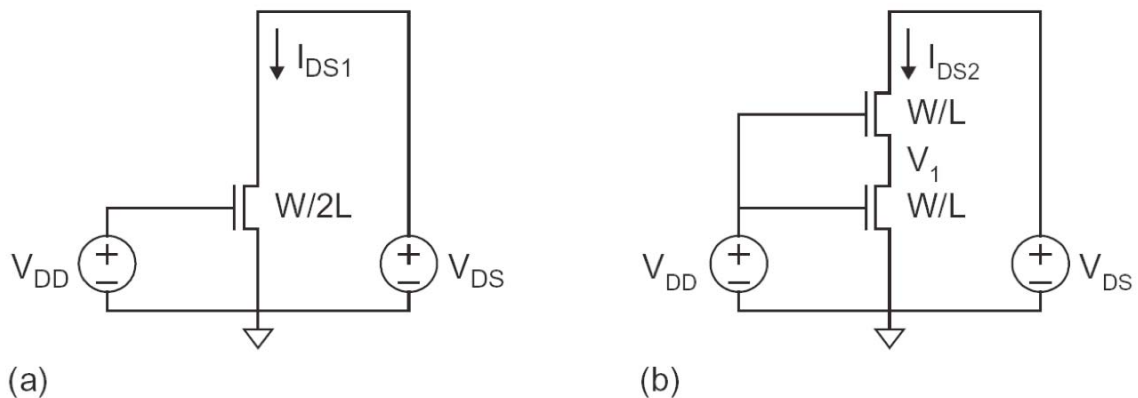 I_DS1
W/2L
V_DD
+
−
+
−
V_DS
(a)
I_DS2
W/L
V_1
W/L
V_DD
+
−
+
−
V_DS
(b)